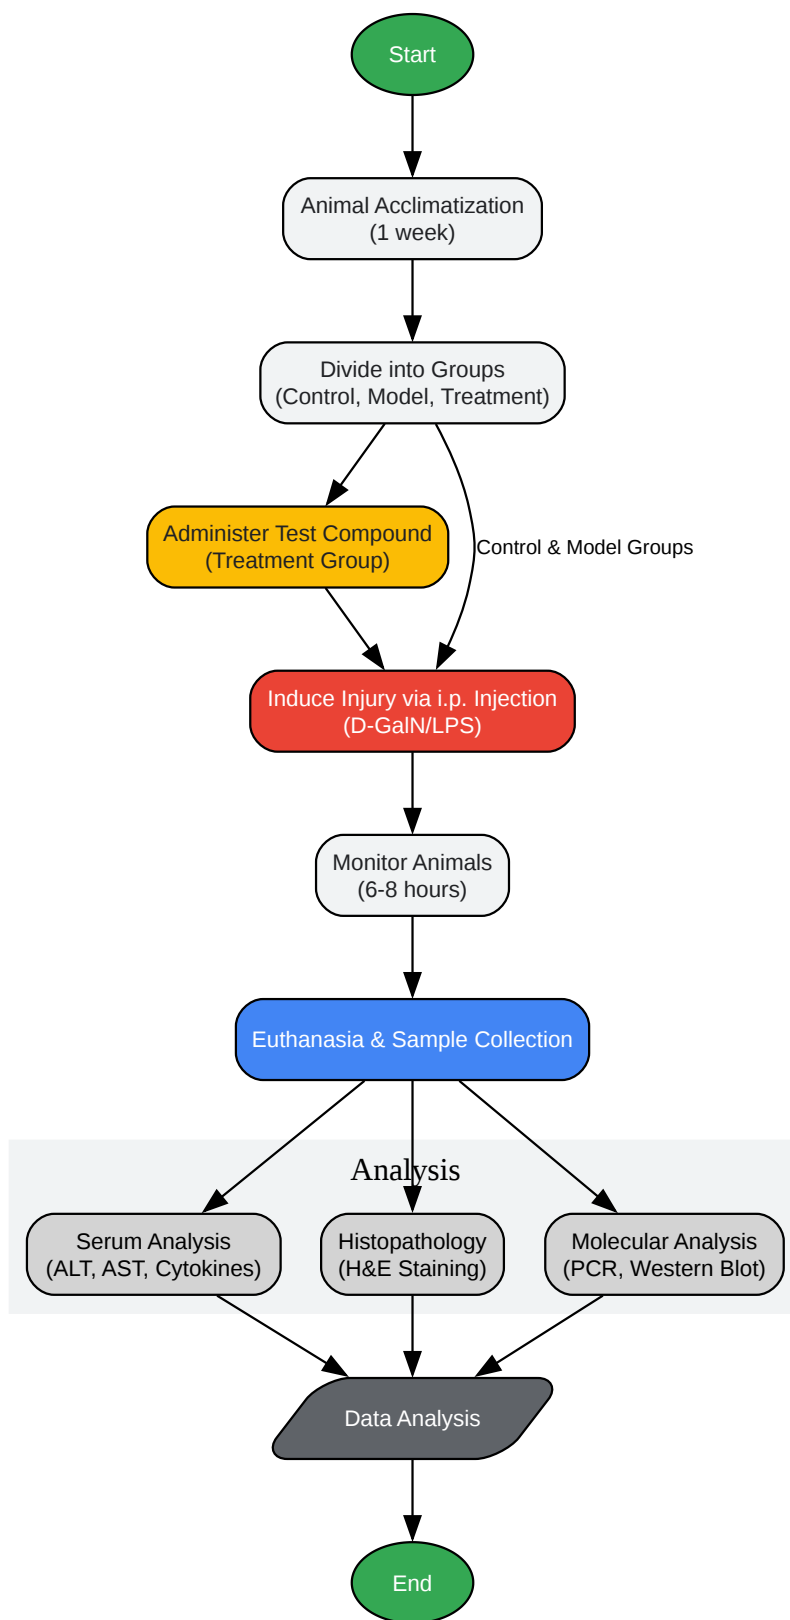 Start
Animal Acclimatization
(1 week)
Divide into Groups
(Control, Model, Treatment)
Administer Test Compound
(Treatment Group)
Control & Model Groups
Induce Injury via i.p. Injection
(D-GalN/LPS)
Monitor Animals
(6-8 hours)
Euthanasia & Sample Collection
Analysis
Serum Analysis
(ALT, AST, Cytokines)
Histopathology
(H&E Staining)
Molecular Analysis
(PCR, Western Blot)
Data Analysis
End